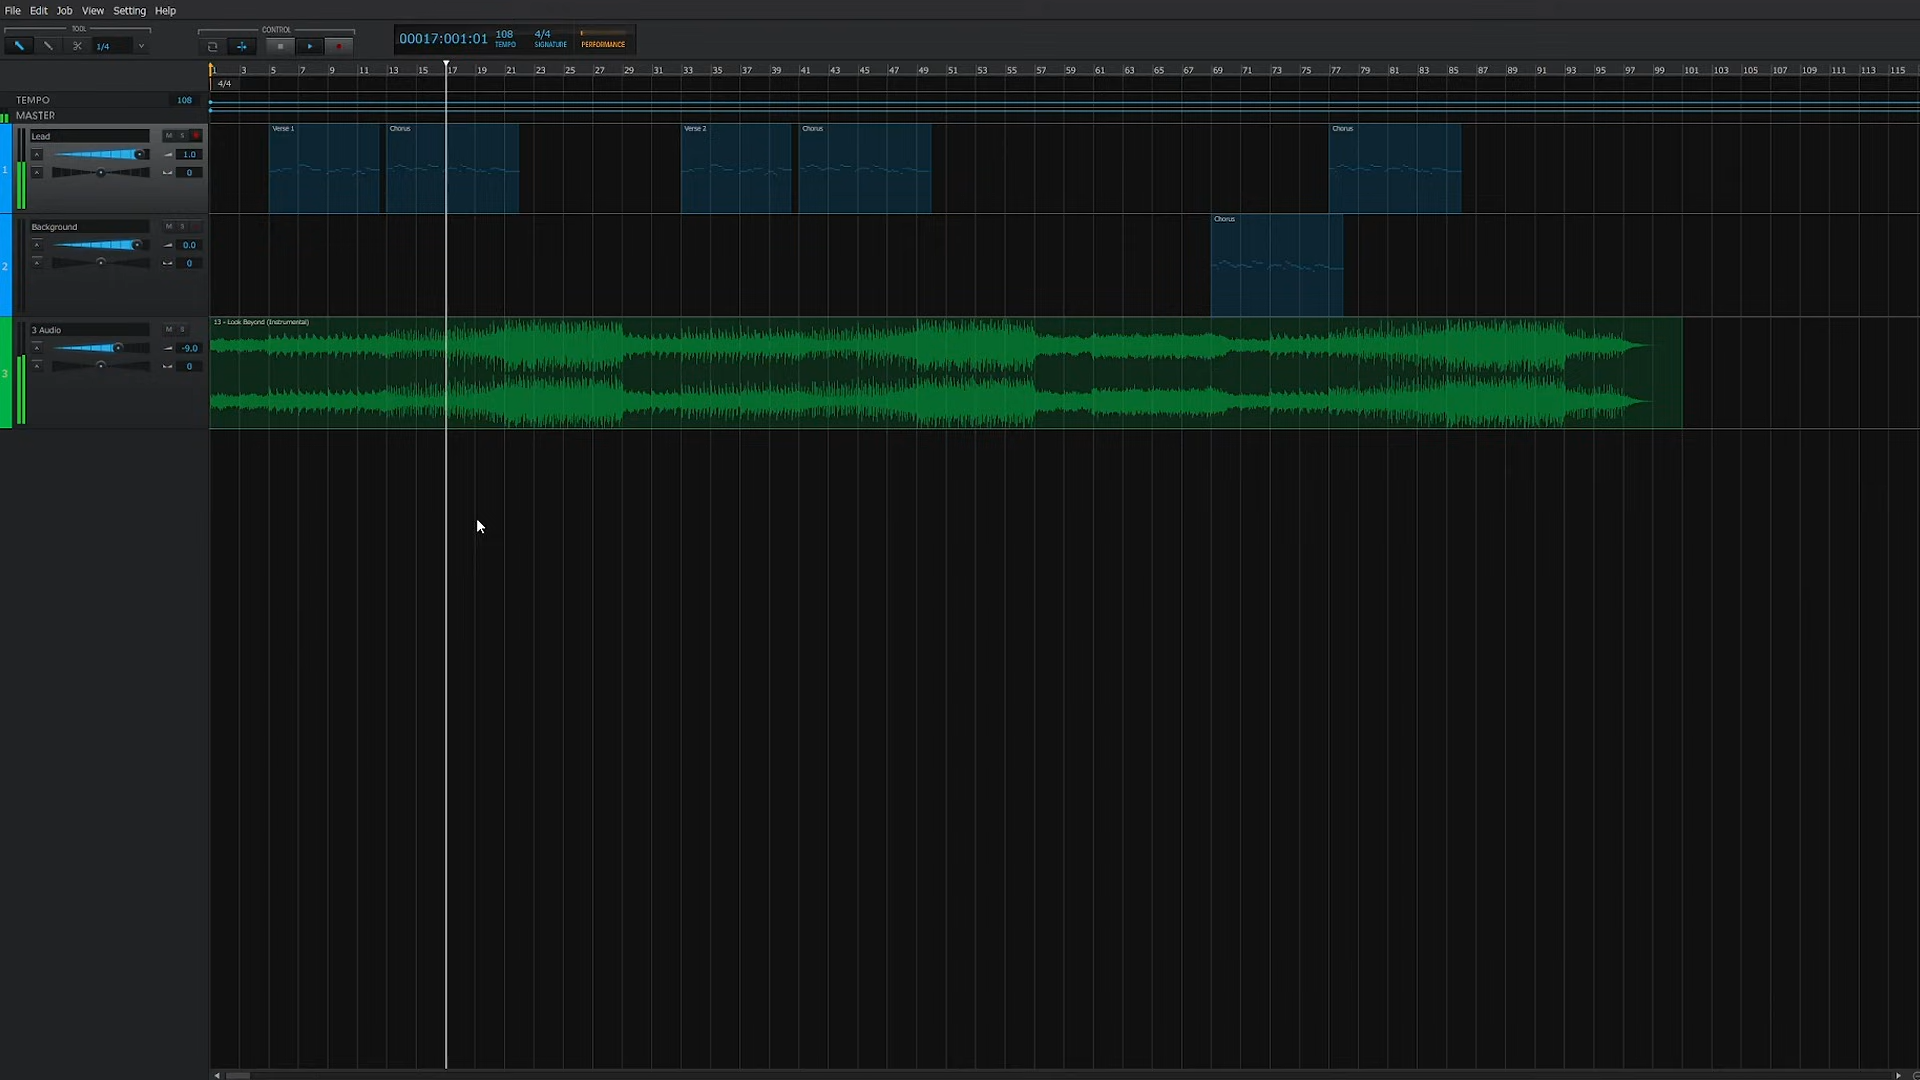 File Edit Job View Setting Help
TOOL
CONTROL
1/4
00017:001:01
108
TEMPO
4/4
SIGNATURE
PERFORMANCE
1 3 5 7 9 11 13 15 17 19 21 23 25 27 29 31 33 35 37 39 41 43 45 47 49 51 53 55 57 59 61 63 65 67 69 71 73 75 77 79 81 83 85 87 89 91 93 95 97 99 101 103 105 107 109 111 113 115
4/4
TEMPO 108
MASTER
1
Lead M S
1.0
0
Verse 1 Chorus Verse 2 Chorus Chorus
2
Background M S
0.0
0
Chorus
3
3 Audio M S
-9.0
0
13 - Look Beyond (Instrumental)